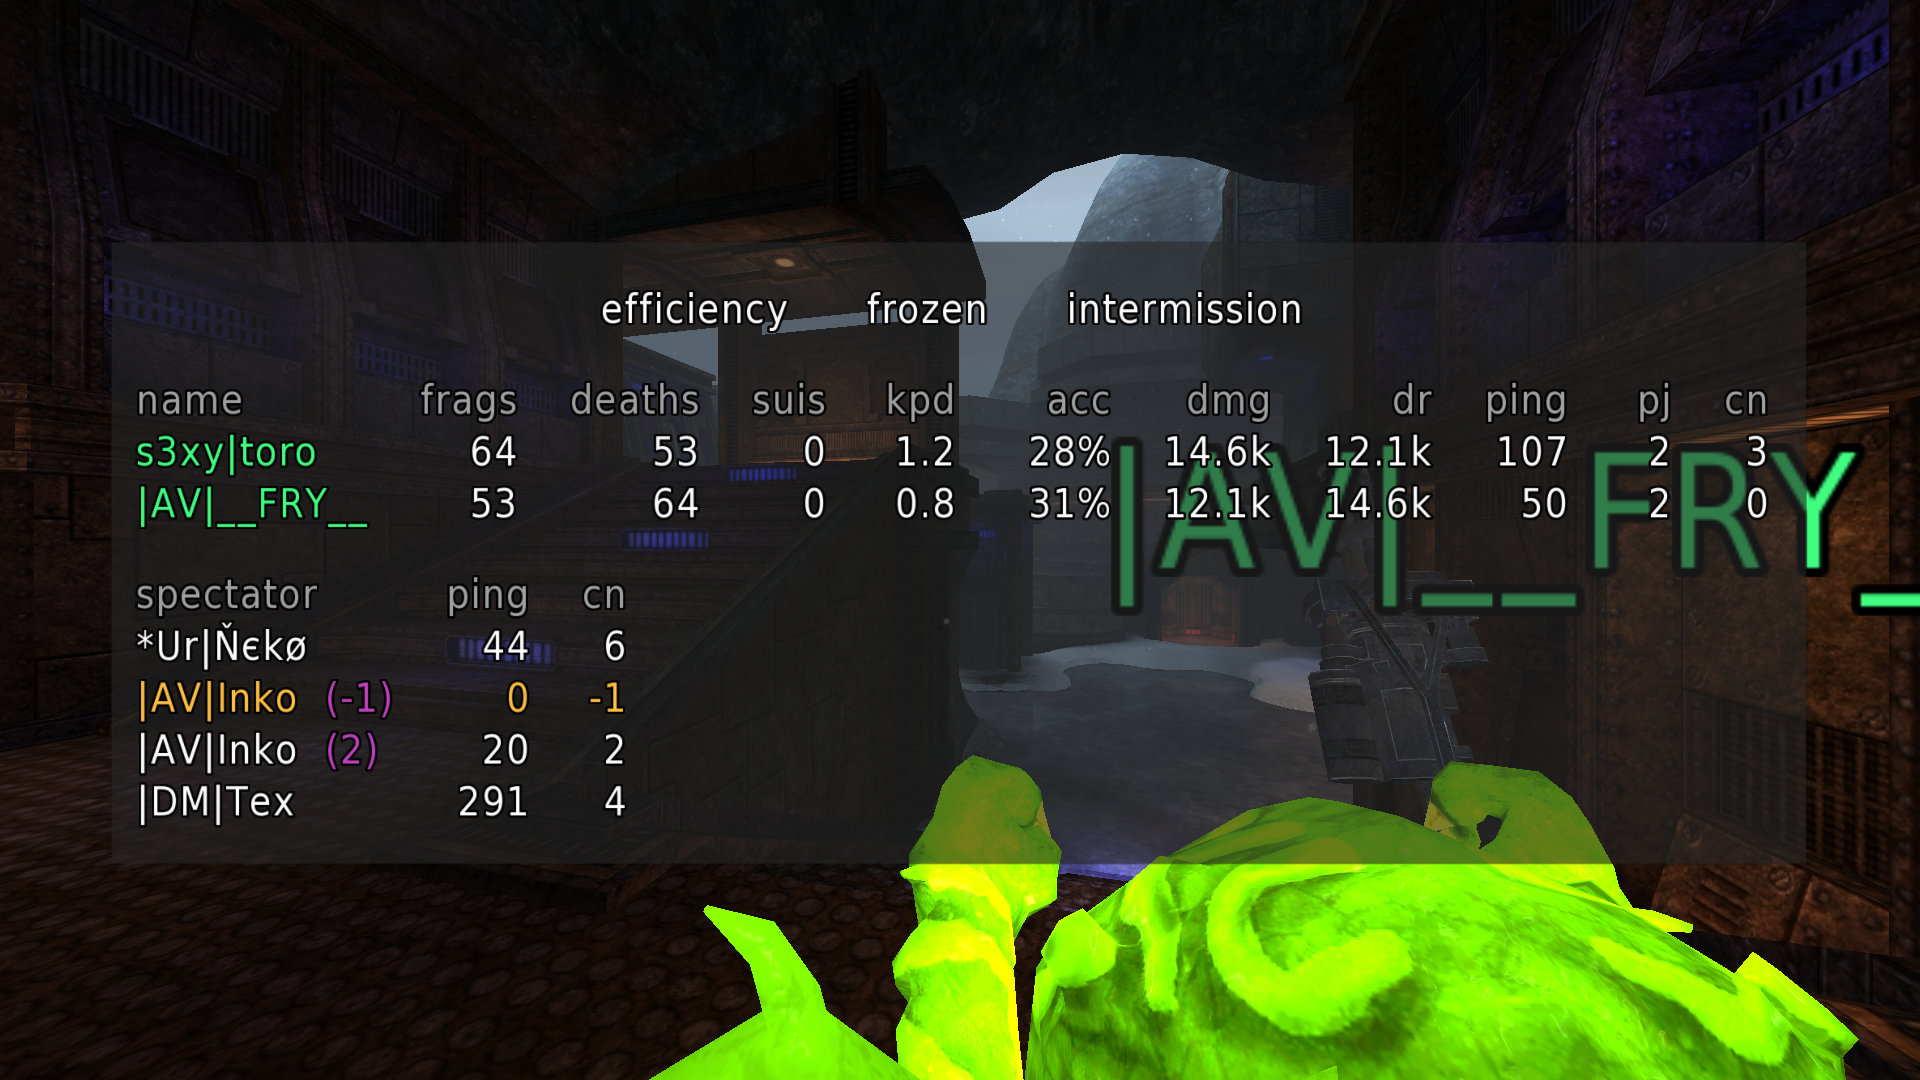 efficiency frozen intermission
name frags deaths suis kpd acc dmg dr ping pj cn
s3xy|toro 64 53 0 1.2 28% 14.6k 12.1k 107 2 3
|AV|__FRY__ 53 64 0 0.8 31% 12.1k 14.6k 50 2 0
|AV|__FRY_
spectator ping cn
*Ur|Ňєkø 44 6
|AV|Inko (-1) 0 -1
|AV|Inko (2) 20 2
|DM|Tex 291 4